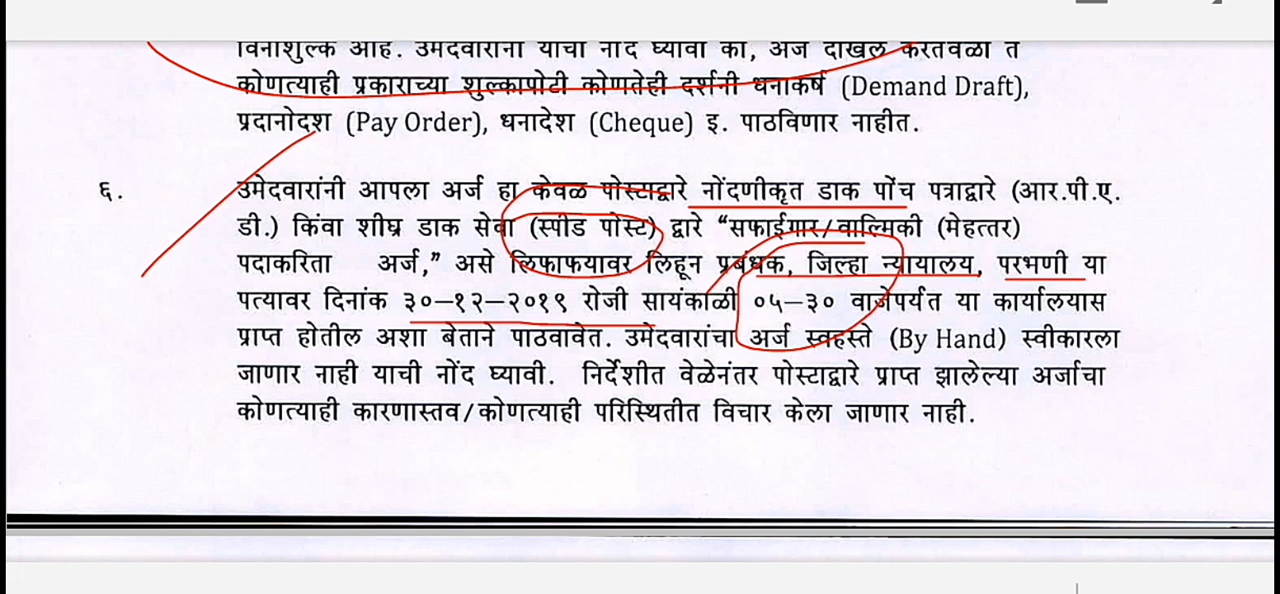 विनाशुल्क आहे. उमेदवारांनी याची नोंद घ्यावी की, अर्ज दाखल करतेवेळी ते
कोणत्याही प्रकाराच्या शुल्कापोटी कोणतेही दर्शनी धनाकर्ष (Demand Draft),
प्रदानोदश (Pay Order), धनादेश (Cheque) इ. पाठविणार नाहीत.
६. उमेदवारांनी आपला अर्ज हा केवळ पोस्टाद्वारे नोंदणीकृत डाक पोंच पत्राद्वारे (आर.पी.ए.
डी.) किंवा शीघ्र डाक सेवा (स्पीड पोस्ट) द्वारे “सफाईगार/वाल्मिकी (मेहत्तर)
पदाकरिता अर्ज,” असे लिफाफयावर लिहून प्रबंधक, जिल्हा न्यायालय, परभणी या
पत्यावर दिनांक ३०–१२–२०१९ रोजी सायंकाळी ०५–३० वाजेपर्यंत या कार्यालयास
प्राप्त होतील अशा बेताने पाठवावेत. उमेदवारांचा अर्ज स्वहस्ते (By Hand) स्वीकारला
जाणार नाही याची नोंद घ्यावी. निर्देशीत वेळेनंतर पोस्टाद्वारे प्राप्त झालेल्या अर्जाचा
कोणत्याही कारणास्तव/कोणत्याही परिस्थितीत विचार केला जाणार नाही.